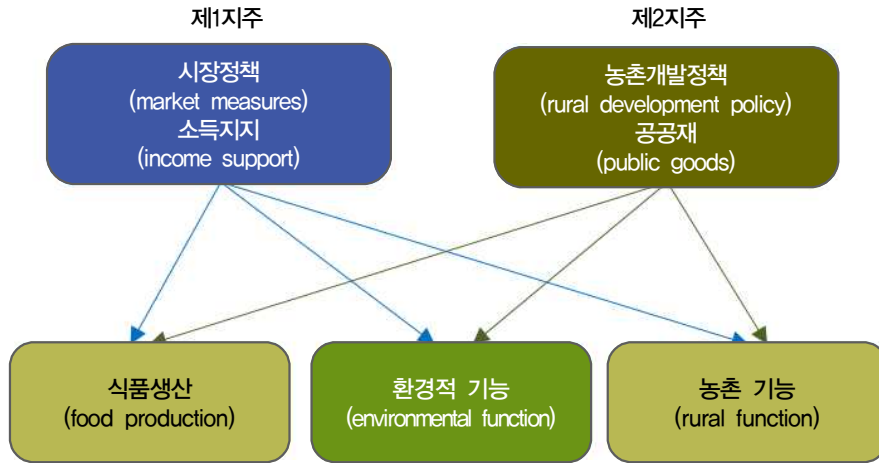 제1지주
제2지주
시장정책
(market measures)
소득지지
(income support)
농촌개발정책
(rural development policy)
공공재
(public goods)
식품생산
(food production)
환경적 기능
(environmental function)
농촌 기능
(rural function)